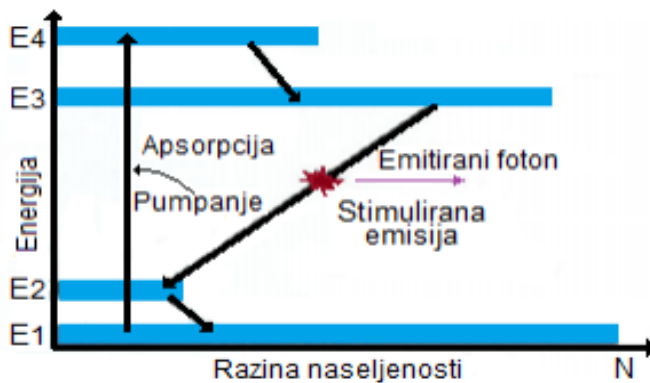 E4
E3
Apsorpcija
Emitirani foton
Pumpanje
Stimulirana
emisija
Energija
E2
E1
Razina naseljenosti
N